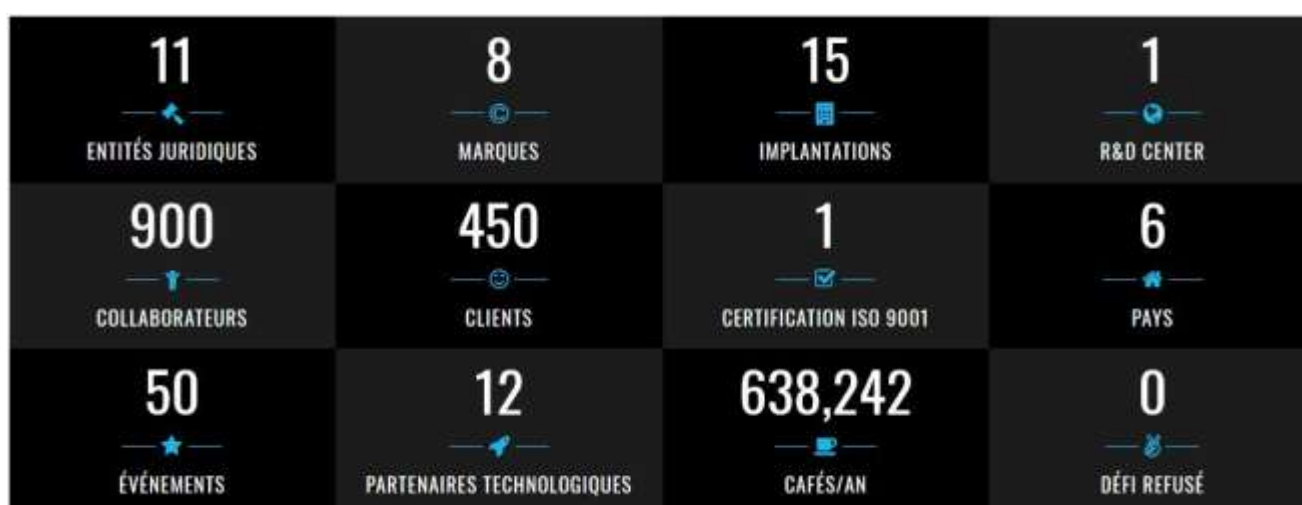 11
8
15
1
ENTITÉS JURIDIQUES
MARQUES
IMPLANTATIONS
R&D CENTER
900
450
1
6
COLLABORATEURS
CLIENTS
CERTIFICATION ISO 9001
PAYS
50
12
638,242
0
ÉVÉNEMENTS
PARTENAIRES TECHNOLOGIQUES
CAFÉS/AN
DÉFI REFUSÉ